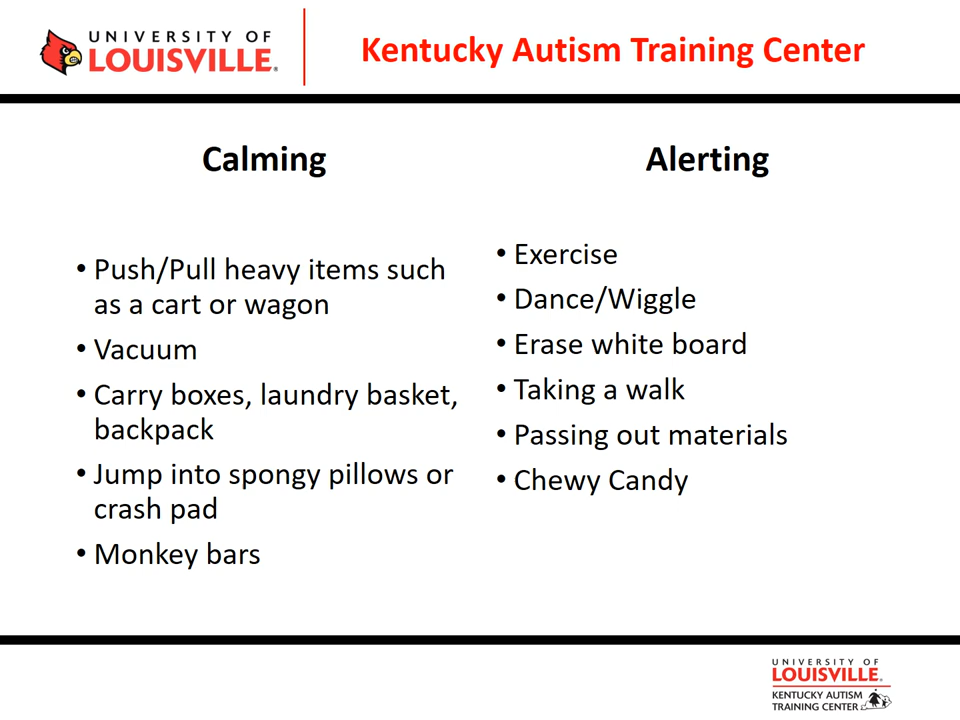 UNIVERSITY OF
LOUISVILLE®
Kentucky Autism Training Center
Calming
• Push/Pull heavy items such
as a cart or wagon
• Vacuum
• Carry boxes, laundry basket,
backpack
• Jump into spongy pillows or
crash pad
• Monkey bars
Alerting
• Exercise
• Dance/Wiggle
• Erase white board
• Taking a walk
• Passing out materials
• Chewy Candy
UNIVERSITY OF
LOUISVILLE®
KENTUCKY AUTISM
TRAINING CENTER